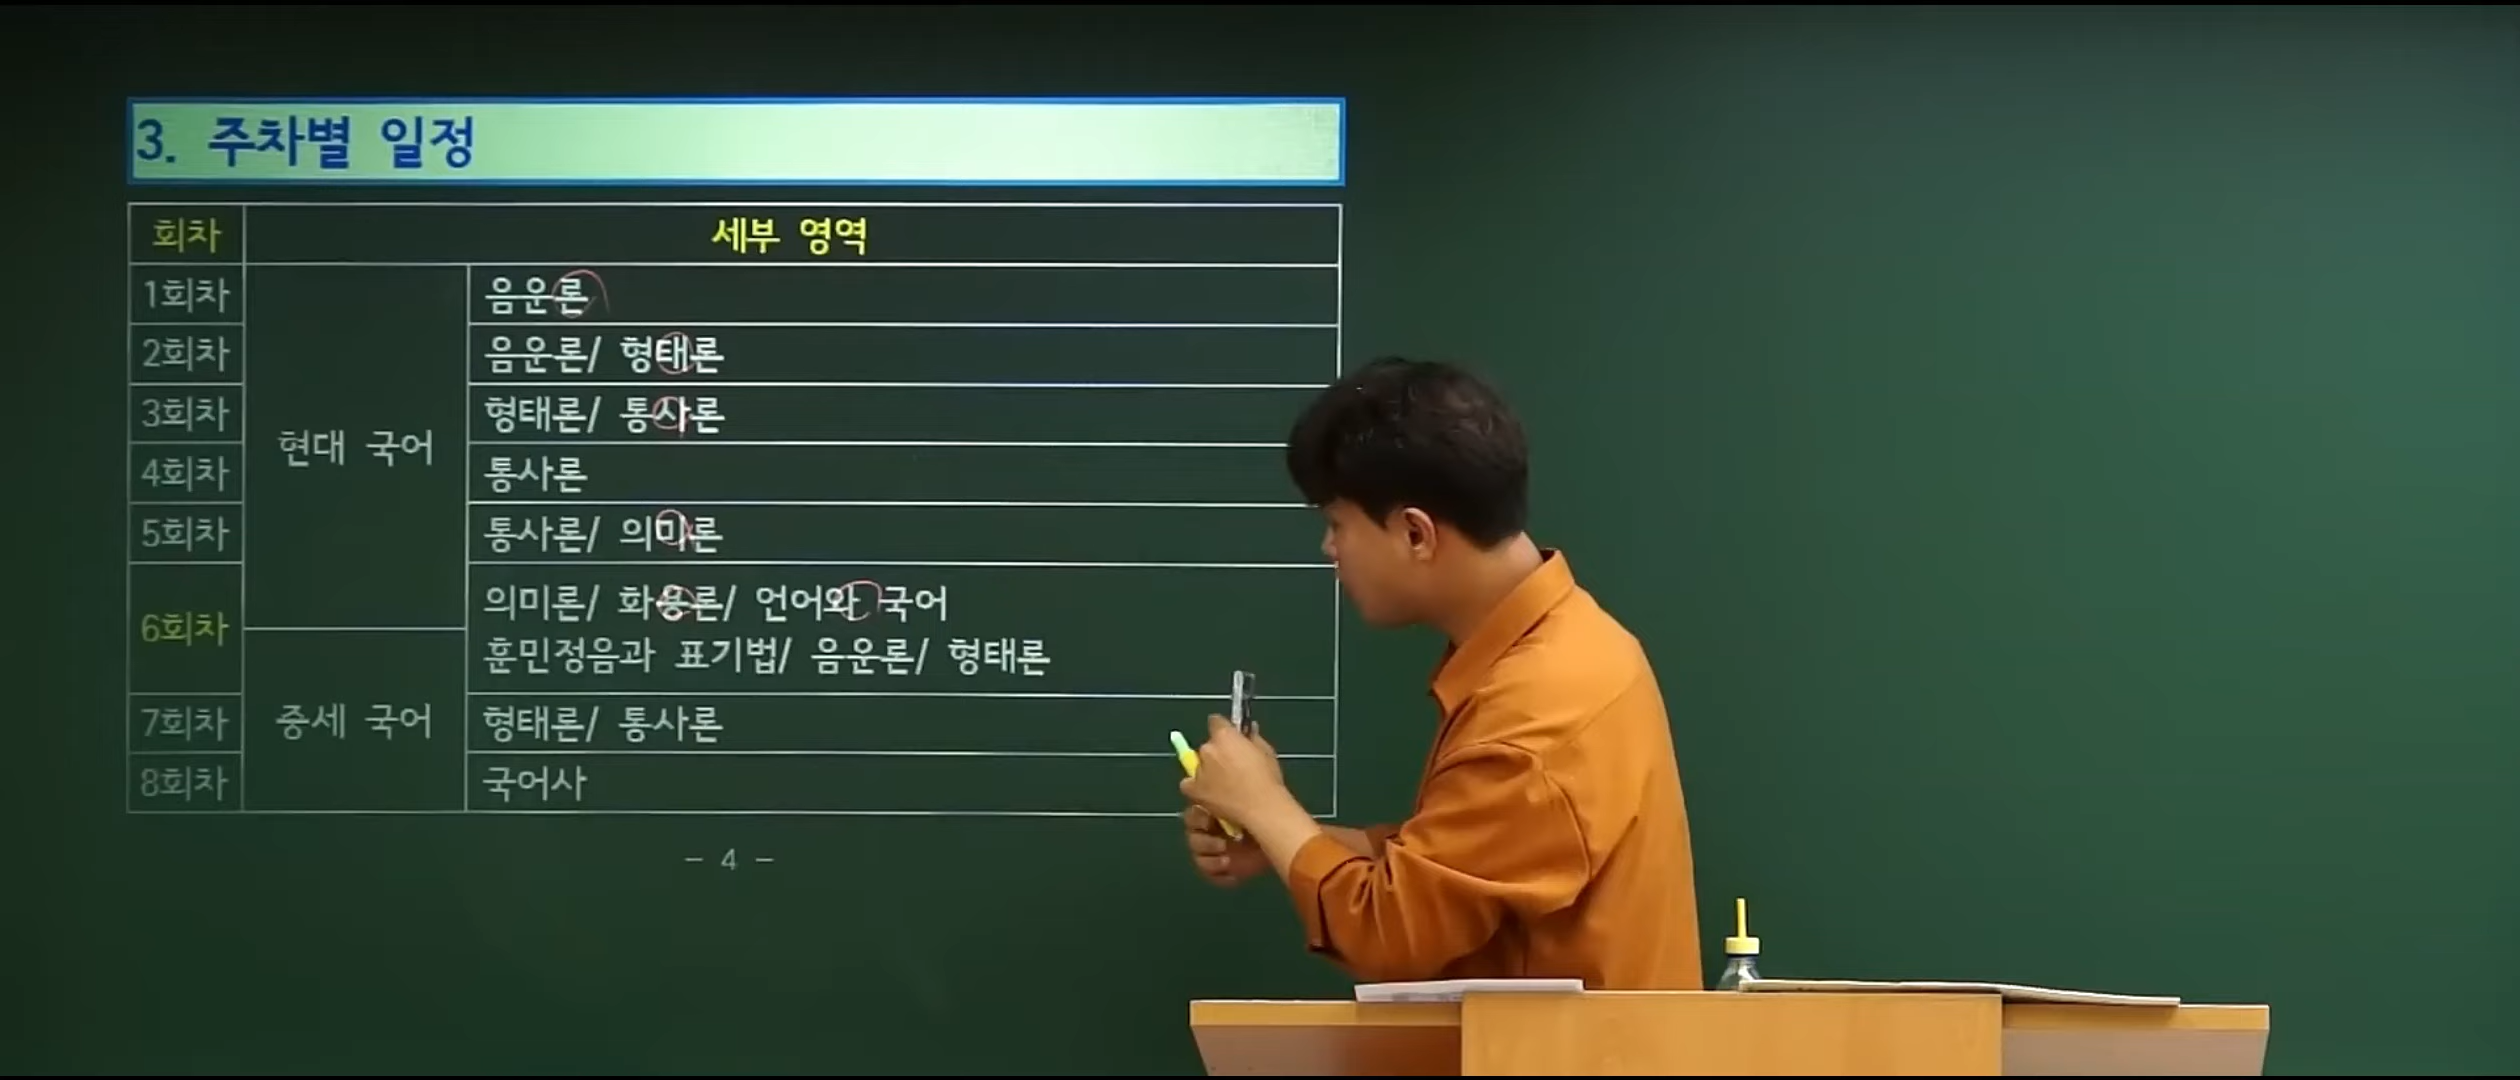 3. 주차별 일정
회차 세부 영역
1회차 음운론
2회차 음운론/ 형태론
3회차 형태론/ 통사론
현대 국어
4회차 통사론
5회차 통사론/ 의미론
6회차 의미론/ 화용론/ 언어와 국어
훈민정음과 표기법/ 음운론/ 형태론
7회차 중세 국어 형태론/ 통사론
8회차 국어사
- 4 -